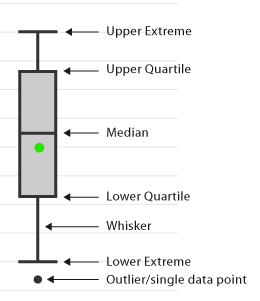 Upper Extreme
Upper Quartile
Median
Lower Quartile
Whisker
Lower Extreme
Outlier/single data point